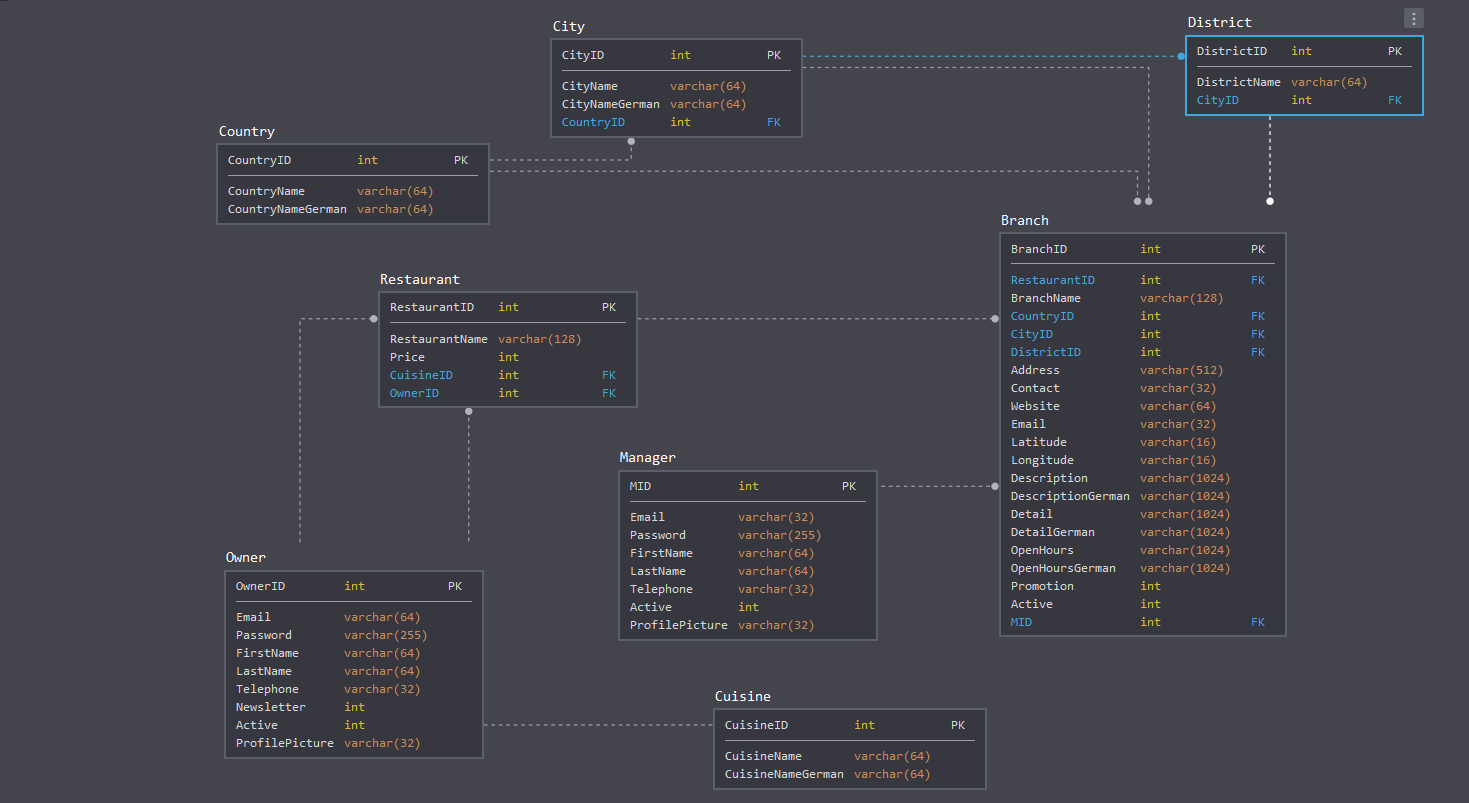 City
CityID int PK
CityName varchar(64)
CityNameGerman varchar(64)
CountryID int FK
District
DistrictID int PK
DistrictName varchar(64)
CityID int FK
Country
CountryID int PK
CountryName varchar(64)
CountryNameGerman varchar(64)
Branch
BranchID int PK
RestaurantID int FK
BranchName varchar(128)
CountryID int FK
CityID int FK
DistrictID int FK
Address varchar(512)
Contact varchar(32)
Website varchar(64)
Email varchar(32)
Latitude varchar(16)
Longitude varchar(16)
Description varchar(1024)
DescriptionGerman varchar(1024)
Detail varchar(1024)
DetailGerman varchar(1024)
OpenHours varchar(1024)
OpenHoursGerman varchar(1024)
Promotion int
Active int
MID int FK
Restaurant
RestaurantID int PK
RestaurantName varchar(128)
Price int
CuisineID int FK
OwnerID int FK
Manager
MID int PK
Email varchar(32)
Password varchar(255)
FirstName varchar(64)
LastName varchar(64)
Telephone varchar(32)
Active int
ProfilePicture varchar(32)
Owner
OwnerID int PK
Email varchar(64)
Password varchar(255)
FirstName varchar(64)
LastName varchar(64)
Telephone varchar(32)
Newsletter int
Active int
ProfilePicture varchar(32)
Cuisine
CuisineID int PK
CuisineName varchar(64)
CuisineNameGerman varchar(64)